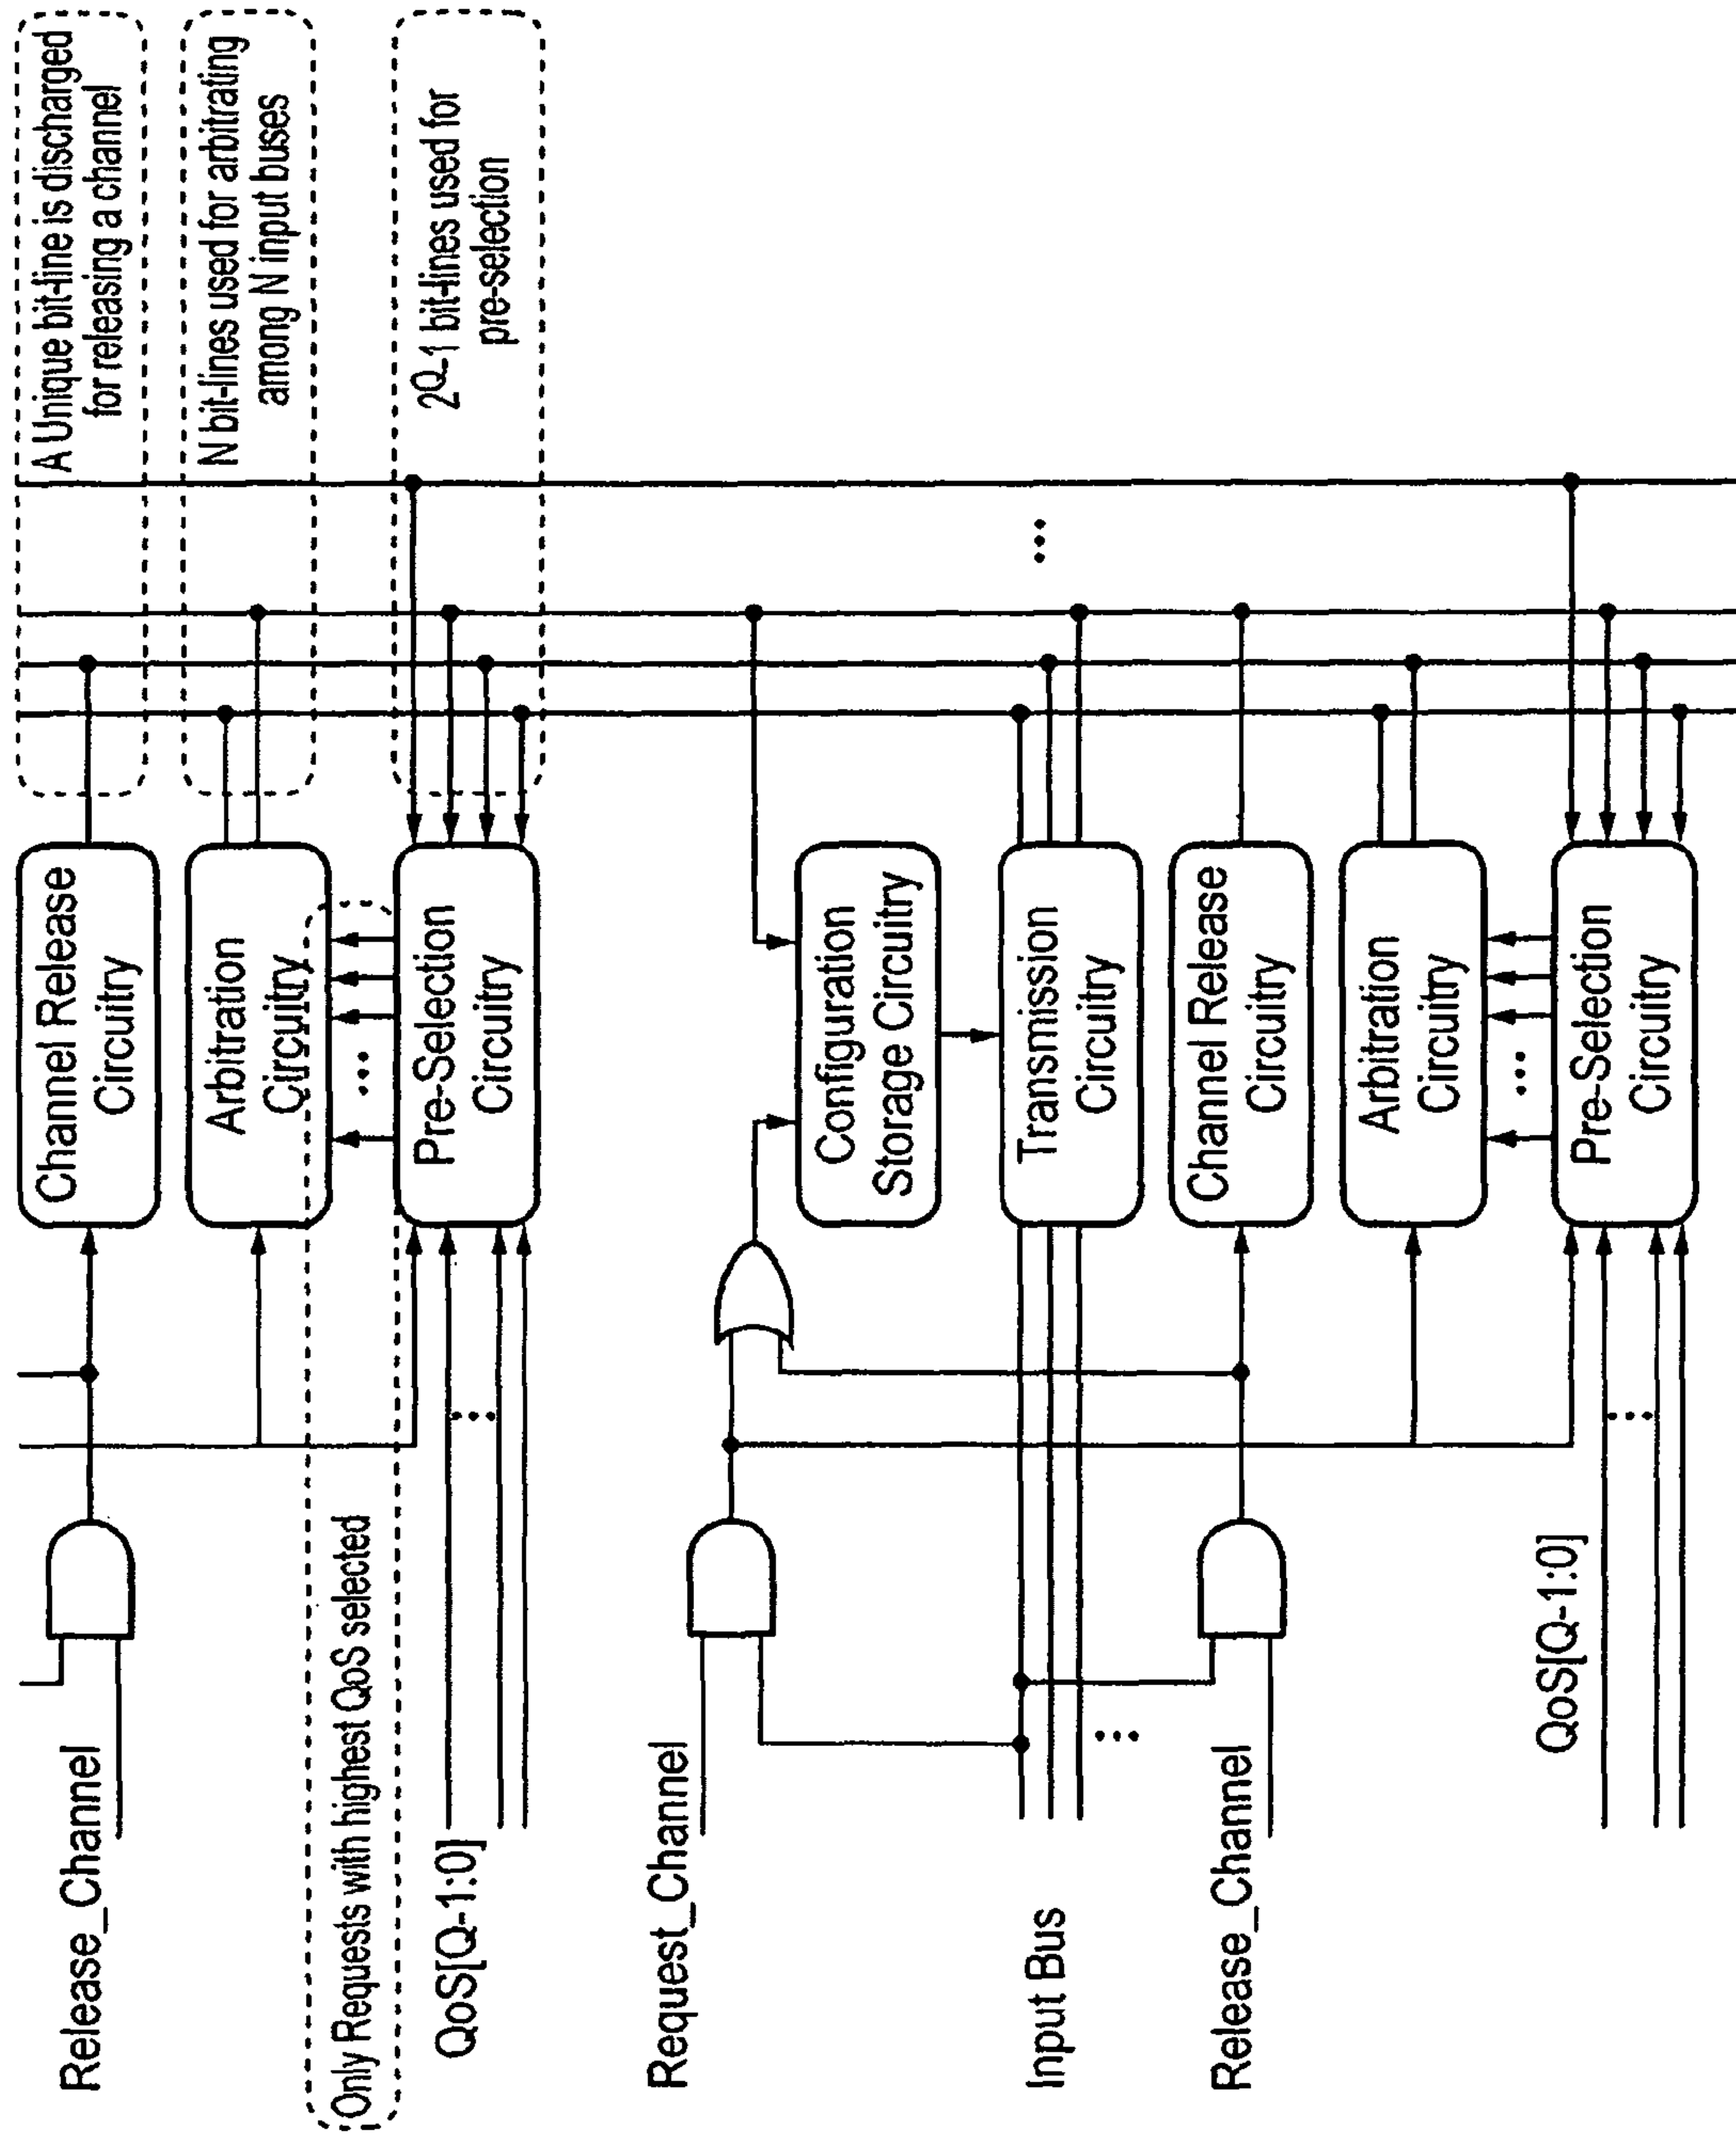 Release_Channel
Channel Release
Circuitry
A Unique bit-line is discharged
for releasing a channel
Arbitration
Circuitry
N bit-lines used for arbitrating
among N input buses
Only Requests with highest QoS selected
...
QoS[Q-1:0]
...
Pre-Selection
Circuitry
2Q-1 bit-lines used for
pre-selection
Request_Channel
Configuration
Storage Circuitry
Input Bus
...
Transmission
Circuitry
...
Release_Channel
Channel Release
Circuitry
Arbitration
Circuitry
...
QoS[Q-1:0]
...
Pre-Selection
Circuitry